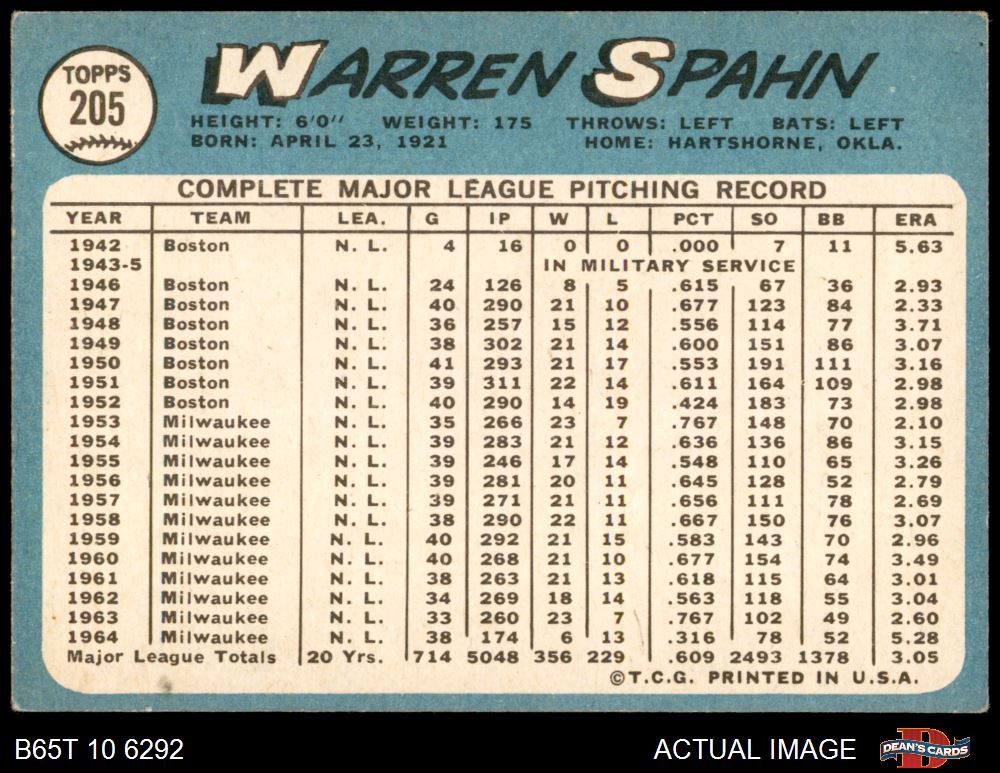 TOPPS
205
WARREN SPAHN
HEIGHT: 6'0" WEIGHT: 175 THROWS: LEFT BATS: LEFT
BORN: APRIL 23, 1921 HOME: HARTSHORNE, OKLA.
COMPLETE MAJOR LEAGUE PITCHING RECORD
YEAR TEAM LEA. G IP W L PCT SO BB ERA
1942 Boston N. L. 4 16 0 0 .000 7 11 5.63
1943-5 IN MILITARY SERVICE
1946 Boston N. L. 24 126 8 5 .615 67 36 2.93
1947 Boston N. L. 40 290 21 10 .677 123 84 2.33
1948 Boston N. L. 36 257 15 12 .556 114 77 3.71
1949 Boston N. L. 38 302 21 14 .600 151 86 3.07
1950 Boston N. L. 41 293 21 17 .553 191 111 3.16
1951 Boston N. L. 39 311 22 14 .611 164 109 2.98
1952 Boston N. L. 40 290 14 19 .424 183 73 2.98
1953 Milwaukee N. L. 35 266 23 7 .767 148 70 2.10
1954 Milwaukee N. L. 39 283 21 12 .636 136 86 3.15
1955 Milwaukee N. L. 39 246 17 14 .548 110 65 3.26
1956 Milwaukee N. L. 39 281 20 11 .645 128 52 2.79
1957 Milwaukee N. L. 39 271 21 11 .656 111 78 2.69
1958 Milwaukee N. L. 38 290 22 11 .667 150 76 3.07
1959 Milwaukee N. L. 40 292 21 15 .583 143 70 2.96
1960 Milwaukee N. L. 40 268 21 10 .677 154 74 3.49
1961 Milwaukee N. L. 38 263 21 13 .618 115 64 3.01
1962 Milwaukee N. L. 34 269 18 14 .563 118 55 3.04
1963 Milwaukee N. L. 33 260 23 7 .767 102 49 2.60
1964 Milwaukee N. L. 38 174 6 13 .316 78 52 5.28
Major League Totals 20 Yrs. 714 5048 356 229 .609 2493 1378 3.05
©T.C.G. PRINTED IN U.S.A.
B65T 10 6292 ACTUAL IMAGE DEAN'S CARDS